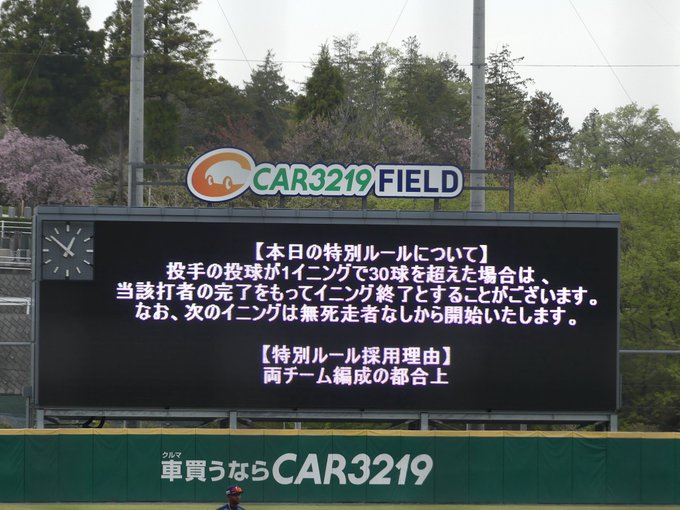 CAR3219 FIELD
【本日の特別ルールについて】
投手の投球が1イニングで30球を超えた場合は、
当該打者の完了をもってイニング終了とすることがございます。
なお、次のイニングは無死走者なしから開始いたします。
【特別ルール採用理由】
両チーム編成の都合上
クルマ
車買うならCAR3219